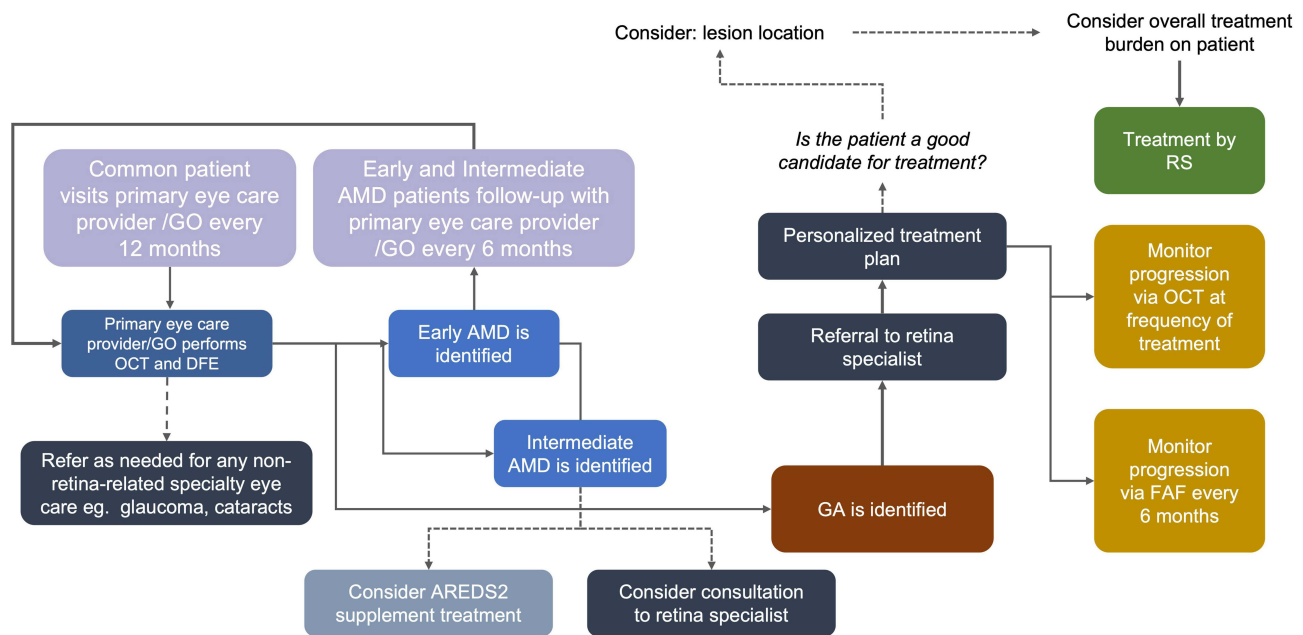 Consider: lesion location
Consider overall treatment
burden on patient
Common patient
visits primary eye care
provider /GO every
12 months
Early and Intermediate
AMD patients follow-up with
primary eye care provider
/GO every 6 months
Is the patient a good
candidate for treatment?
Treatment by
RS
Personalized treatment
plan
Monitor
progression
via OCT at
frequency of
treatment
Primary eye care
provider/GO performs
OCT and DFE
Early AMD is
identified
Referral to retina
specialist
Refer as needed for any non-
retina-related specialty eye
care eg. glaucoma, cataracts
Intermediate
AMD is identified
GA is identified
Monitor
progression
via FAF every
6 months
Consider AREDS2
supplement treatment
Consider consultation
to retina specialist